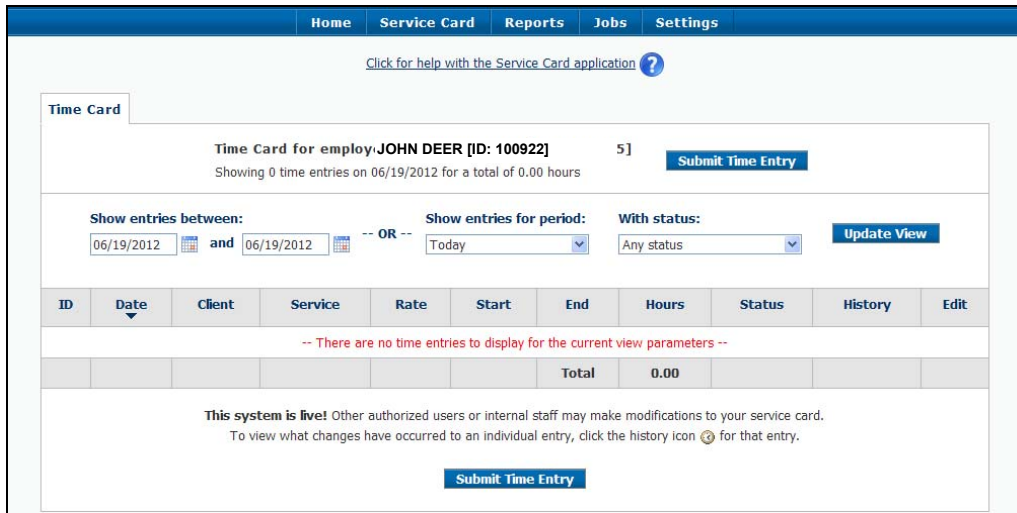 Home Service Card Reports Jobs Settings
Click for help with the Service Card application ?
Time Card
Time Card for employ JOHN DEER [ID: 100922] 5] Submit Time Entry
Showing 0 time entries on 06/19/2012 for a total of 0.00 hours
Show entries between: Show entries for period: With status:
06/19/2012 and 06/19/2012 -- OR -- Today Any status Update View
ID Date Client Service Rate Start End Hours Status History Edit
-- There are no time entries to display for the current view parameters --
Total 0.00
This system is live! Other authorized users or internal staff may make modifications to your service card.
To view what changes have occurred to an individual entry, click the history icon for that entry.
Submit Time Entry